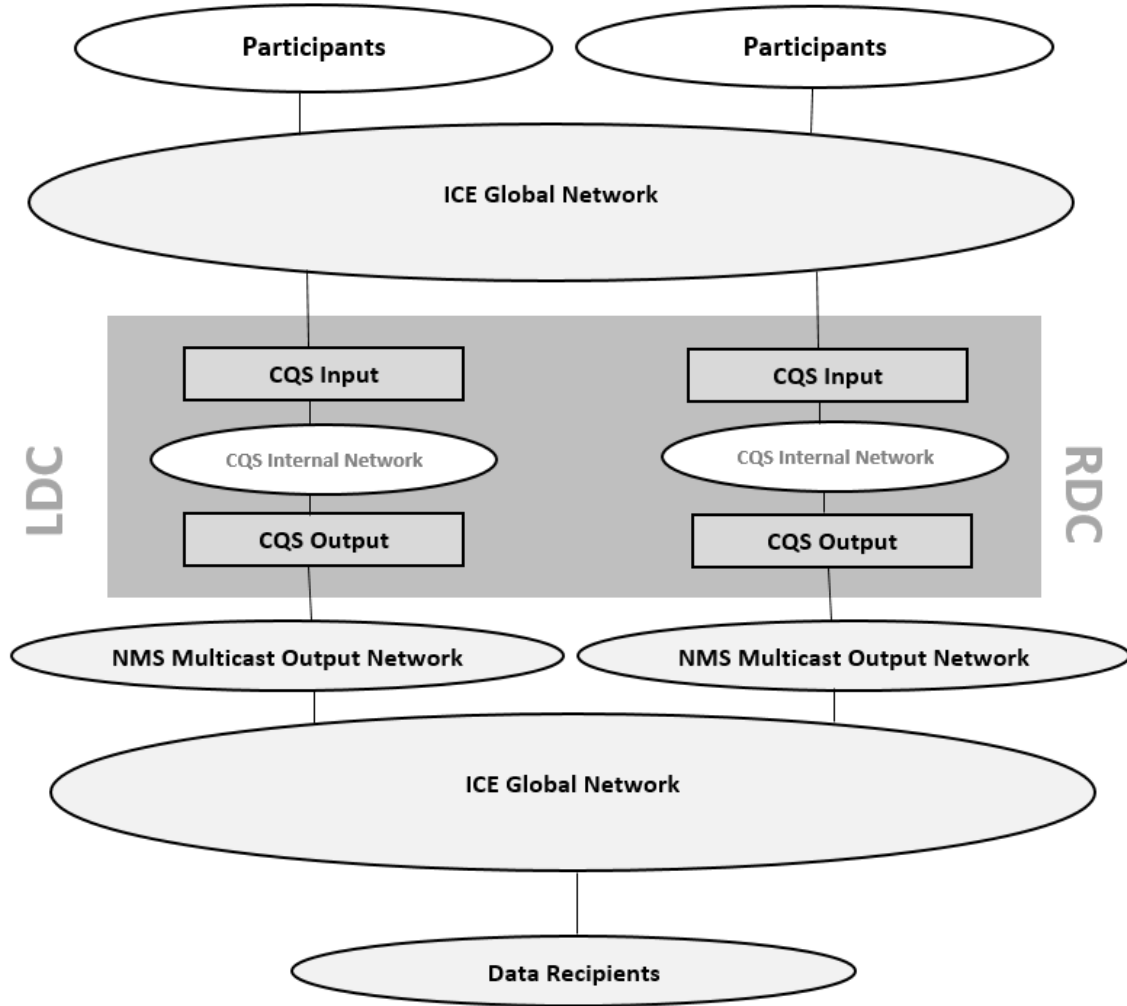 Participants
Participants
ICE Global Network
CQS Input
CQS Input
CQS Internal Network
CQS Internal Network
LDC
RDC
CQS Output
CQS Output
NMS Multicast Output Network
NMS Multicast Output Network
ICE Global Network
Data Recipients